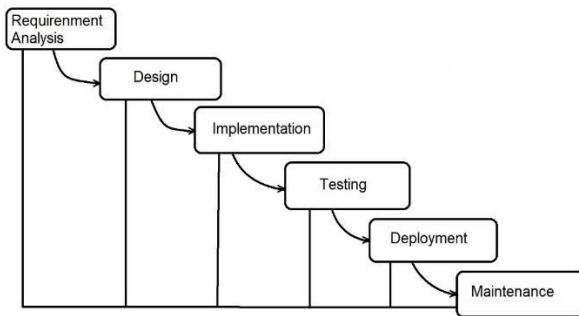 Requirenment
Analysis
Design
Implementation
Testing
Deployment
Maintenance